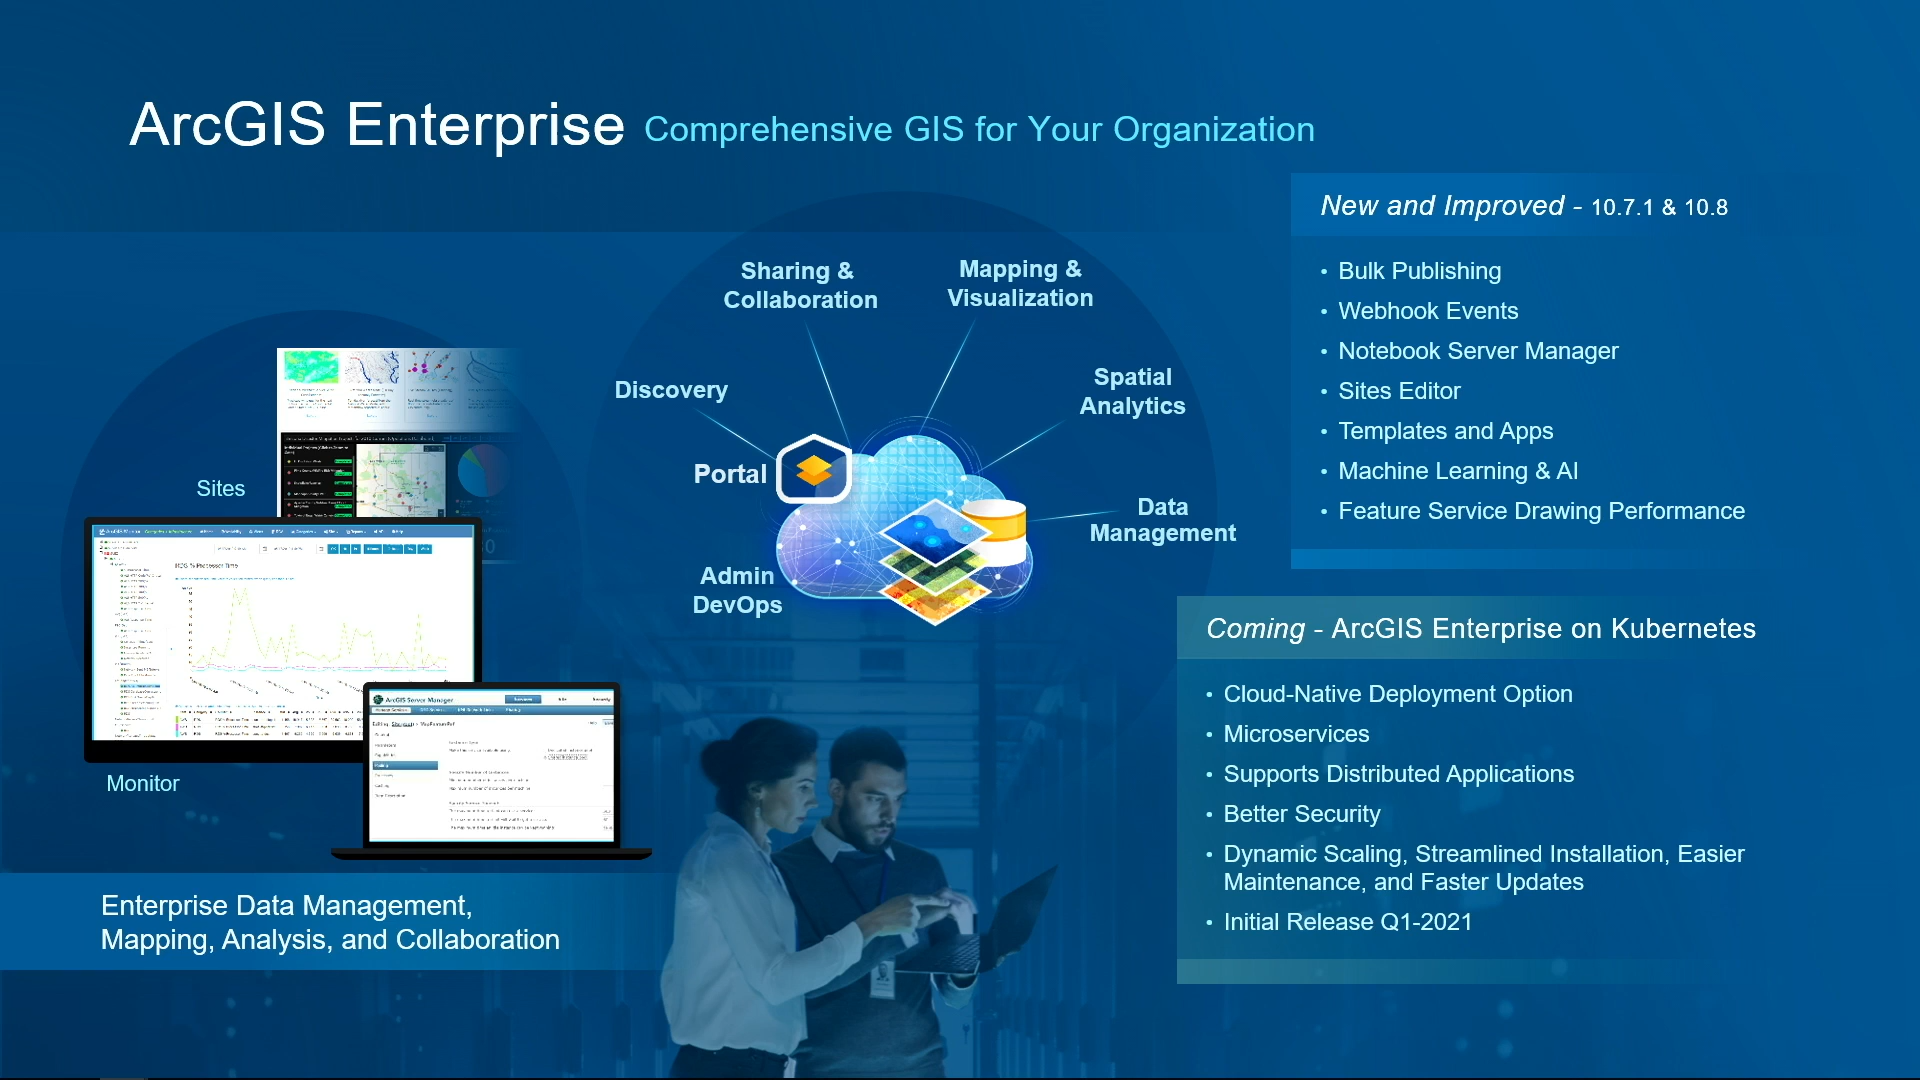 ArcGIS Enterprise Comprehensive GIS for Your Organization
Sharing &
Collaboration
Mapping &
Visualization
Discovery
Spatial
Analytics
Portal
Data
Management
Admin
DevOps
Sites
Monitor
ArcGIS Server Manager
Enterprise Data Management,
Mapping, Analysis, and Collaboration
New and Improved - 10.7.1 & 10.8
• Bulk Publishing
• Webhook Events
• Notebook Server Manager
• Sites Editor
• Templates and Apps
• Machine Learning & AI
• Feature Service Drawing Performance
Coming - ArcGIS Enterprise on Kubernetes
• Cloud-Native Deployment Option
• Microservices
• Supports Distributed Applications
• Better Security
• Dynamic Scaling, Streamlined Installation, Easier
Maintenance, and Faster Updates
• Initial Release Q1-2021